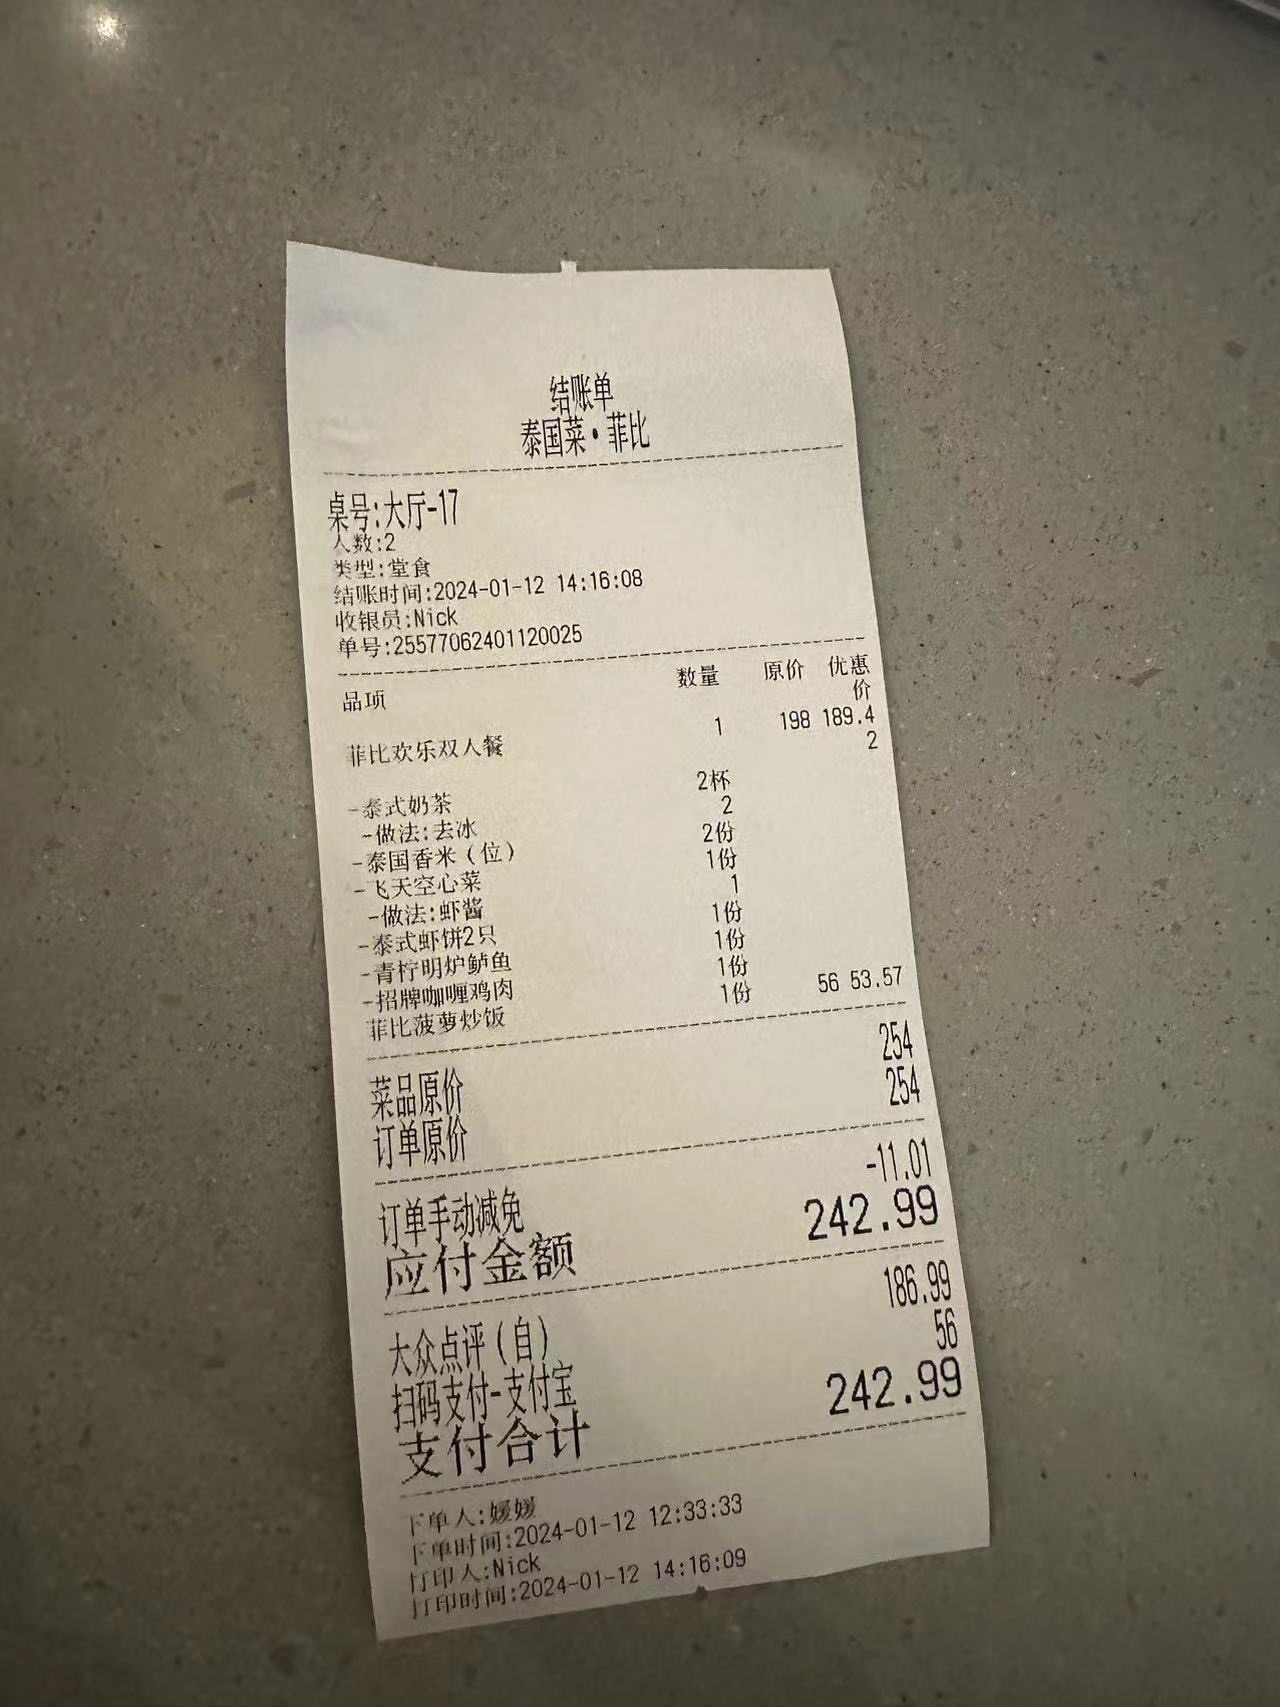 结账单
泰国菜·菲比
桌号:大厅-17
人数:2
类型:堂食
结账时间:2024-01-12 14:16:08
收银员:Nick
单号:25577062401120025
品项 数量 原价 优惠价
菲比欢乐双人餐 1 198 189.42
-泰式奶茶 2杯
-做法:去冰 2
-泰国香米(位) 2份
-飞天空心菜 1份
-做法:虾酱 1
-泰式虾饼2只 1份
-青柠明炉鲈鱼 1份
-招牌咖喱鸡肉 1份
菲比菠萝炒饭 1份 56 53.57
菜品原价 254
订单原价 254
订单手动减免 -11.01
应付金额 242.99
大众点评(自) 186.99
扫码支付-支付宝 56
支付合计 242.99
下单人:媛媛
下单时间:2024-01-12 12:33:33
打印人:Nick
打印时间:2024-01-12 14:16:09